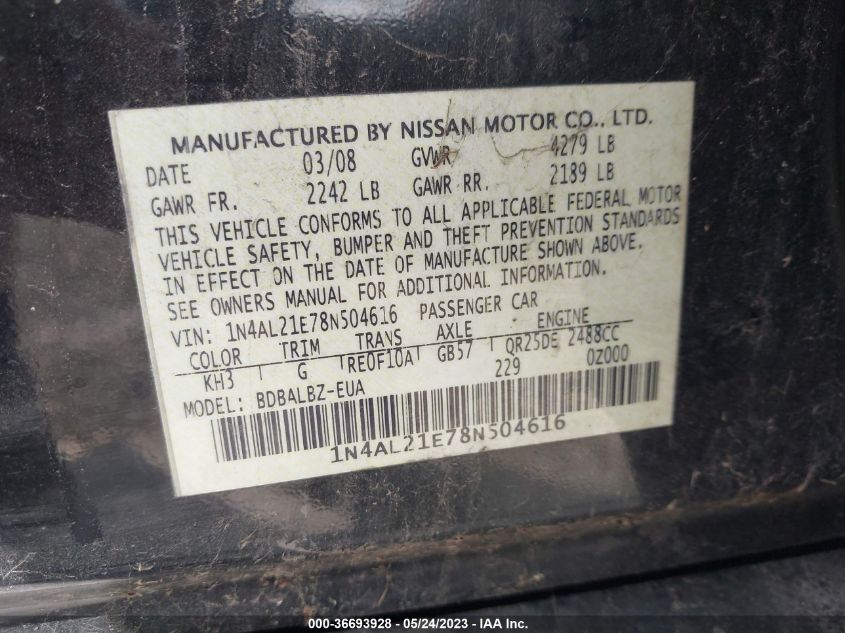 MANUFACTURED BY NISSAN MOTOR CO., LTD.
DATE 03/08 GVWR 4279 LB
GAWR FR. 2242 LB GAWR RR. 2189 LB
THIS VEHICLE CONFORMS TO ALL APPLICABLE FEDERAL MOTOR
VEHICLE SAFETY, BUMPER AND THEFT PREVENTION STANDARDS
IN EFFECT ON THE DATE OF MANUFACTURE SHOWN ABOVE.
SEE OWNERS MANUAL FOR ADDITIONAL INFORMATION.
VIN: 1N4AL21E78N504616 PASSENGER CAR
COLOR TRIM TRANS AXLE ENGINE
KH3 G RE0F10A GB57 QR25DE 2488CC
MODEL: BDBALBZ-EUA 229 0Z000
1N4AL21E78N504616
000-36693928 - 05/24/2023 - IAA Inc.